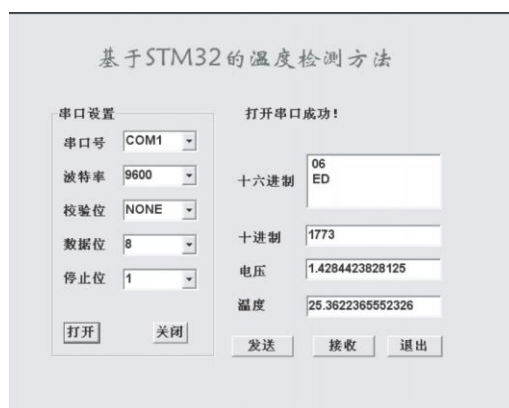 基于STM32的温度检测方法
串口设置
串口号 COM1
波特率 9600
校验位 NONE
数据位 8
停止位 1
打开 关闭
打开串口成功!
十六进制 06
ED
十进制 1773
电压 1.4284423828125
温度 25.3622365552326
发送 接收 退出